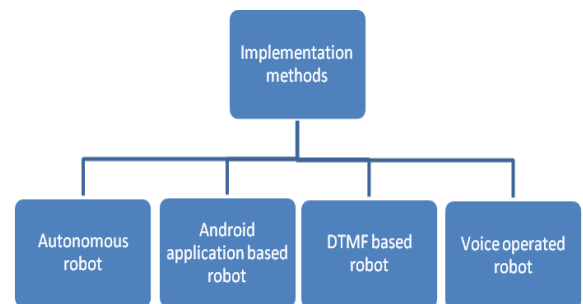 Implementation
methods
Autonomous
robot
Android
application based
robot
DTMF based
robot
Voice operated
robot